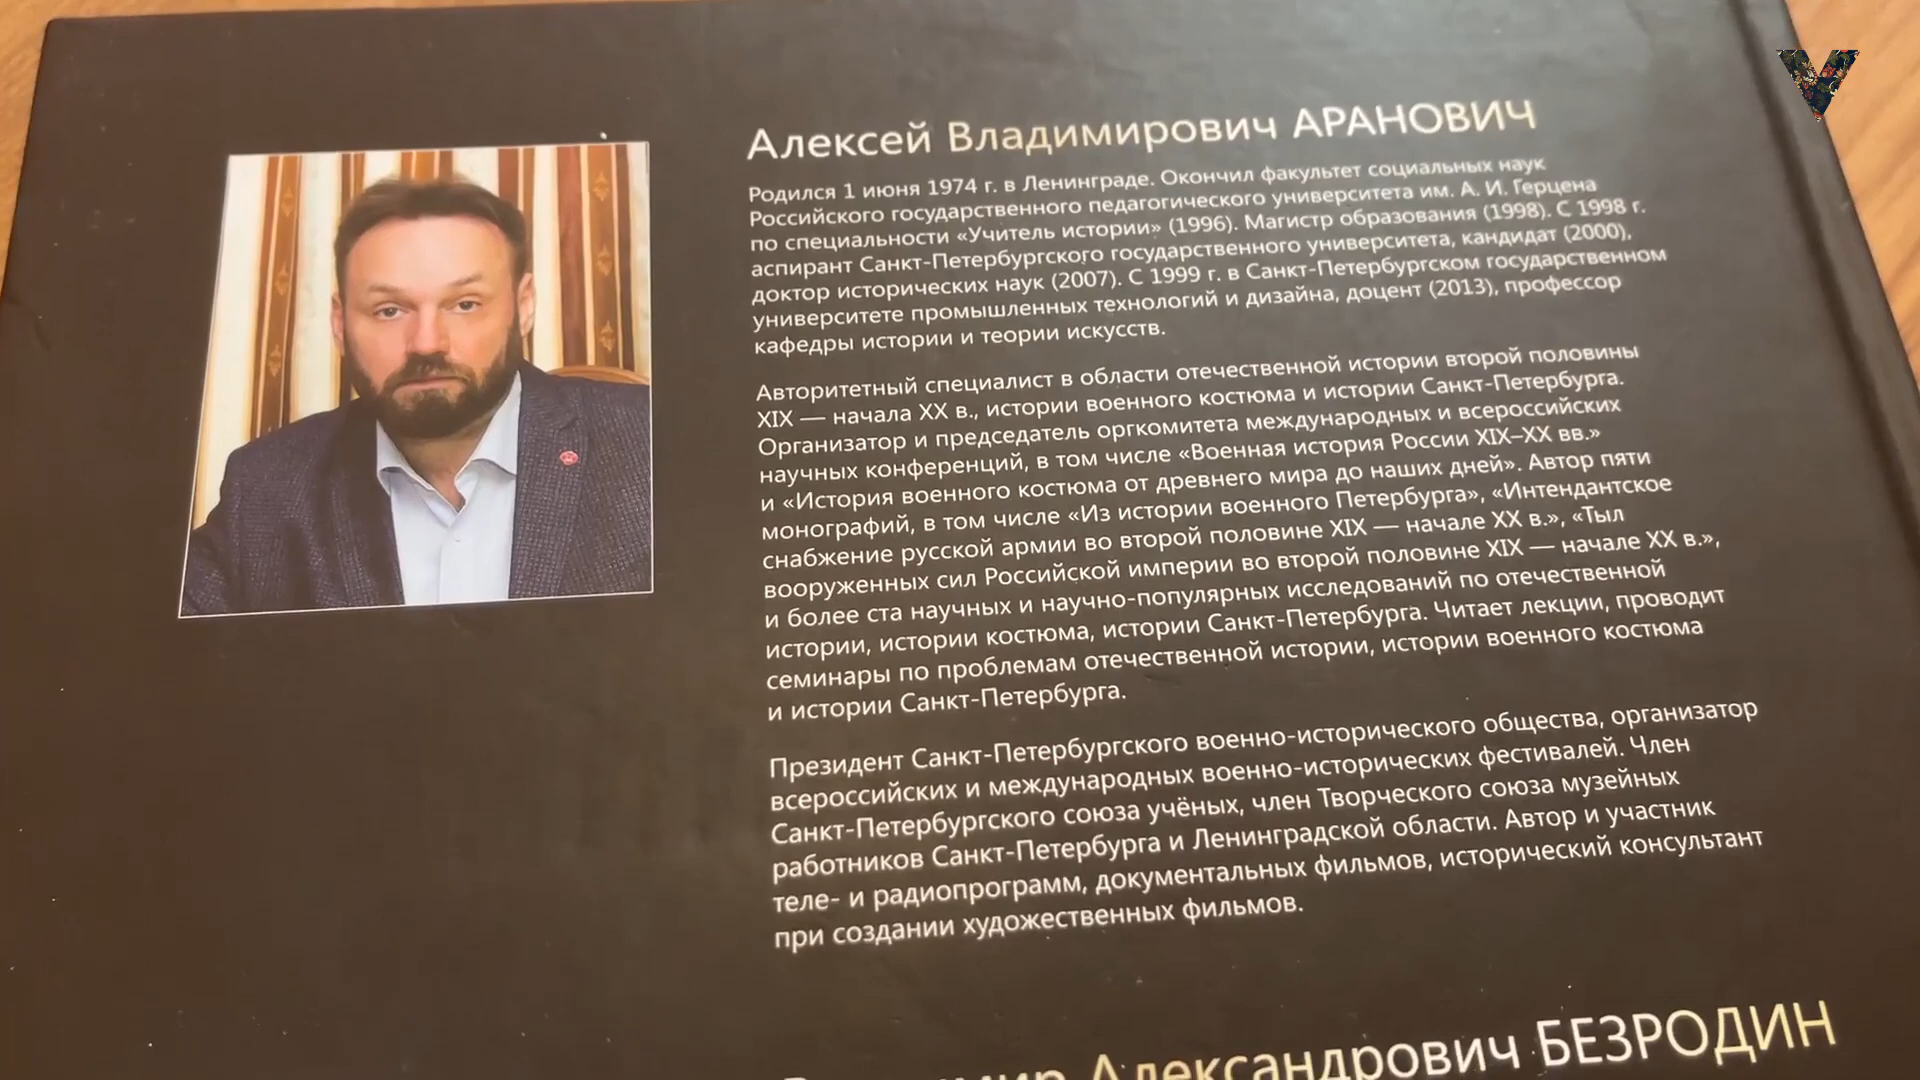 Алексей Владимирович АРАНОВИЧ
Родился 1 июня 1974 г. в Ленинграде. Окончил факультет социальных наук
Российского государственного педагогического университета им. А. И. Герцена
по специальности «Учитель истории» (1996). Магистр образования (1998). С 1998 г.
аспирант Санкт-Петербургского государственного университета, кандидат (2000),
доктор исторических наук (2007). С 1999 г. в Санкт-Петербургском государственном
университете промышленных технологий и дизайна, доцент (2013), профессор
кафедры истории и теории искусств.
Авторитетный специалист в области отечественной истории второй половины
XIX — начала XX в., истории военного костюма и истории Санкт-Петербурга.
Организатор и председатель оргкомитета международных и всероссийских
научных конференций, в том числе «Военная история России XIX–XX вв.»
и «История военного костюма от древнего мира до наших дней». Автор пяти
монографий, в том числе «Из истории военного Петербурга», «Интендантское
снабжение русской армии во второй половине XIX — начале XX в.», «Тыл
вооруженных сил Российской империи во второй половине XIX — начале XX в.»,
и более ста научных и научно-популярных исследований по отечественной
истории, истории костюма, истории Санкт-Петербурга. Читает лекции, проводит
семинары по проблемам отечественной истории, истории военного костюма
и истории Санкт-Петербурга.
Президент Санкт-Петербургского военно-исторического общества, организатор
всероссийских и международных военно-исторических фестивалей. Член
Санкт-Петербургского союза учёных, член Творческого союза музейных
работников Санкт-Петербурга и Ленинградской области. Автор и участник
теле- и радиопрограмм, документальных фильмов, исторический консультант
при создании художественных фильмов.
Александрович БЕЗРОДИН
V